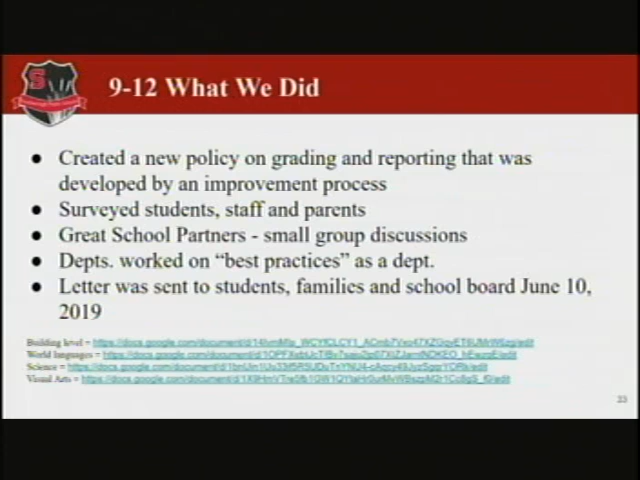 S
9-12 What We Did
● Created a new policy on grading and reporting that was
developed by an improvement process
● Surveyed students, staff and parents
● Great School Partners - small group discussions
● Depts. worked on “best practices” as a dept.
● Letter was sent to students, families and school board June 10,
2019
Building level =
World languages =
Science =
Visual Arts =
33